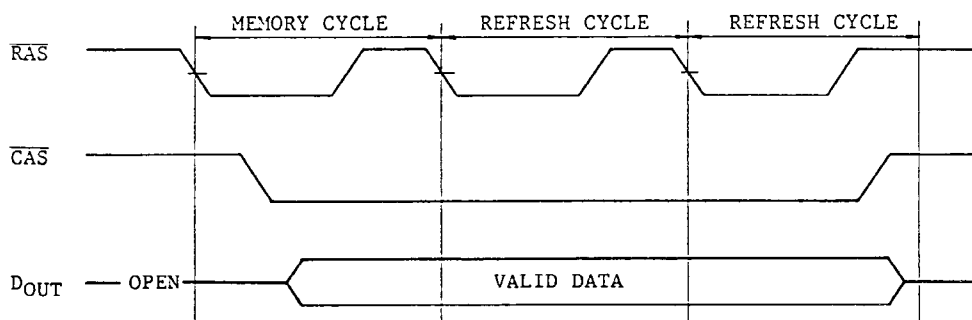 MEMORY CYCLE REFRESH CYCLE REFRESH CYCLE
RAS
CAS
DOUT OPEN VALID DATA